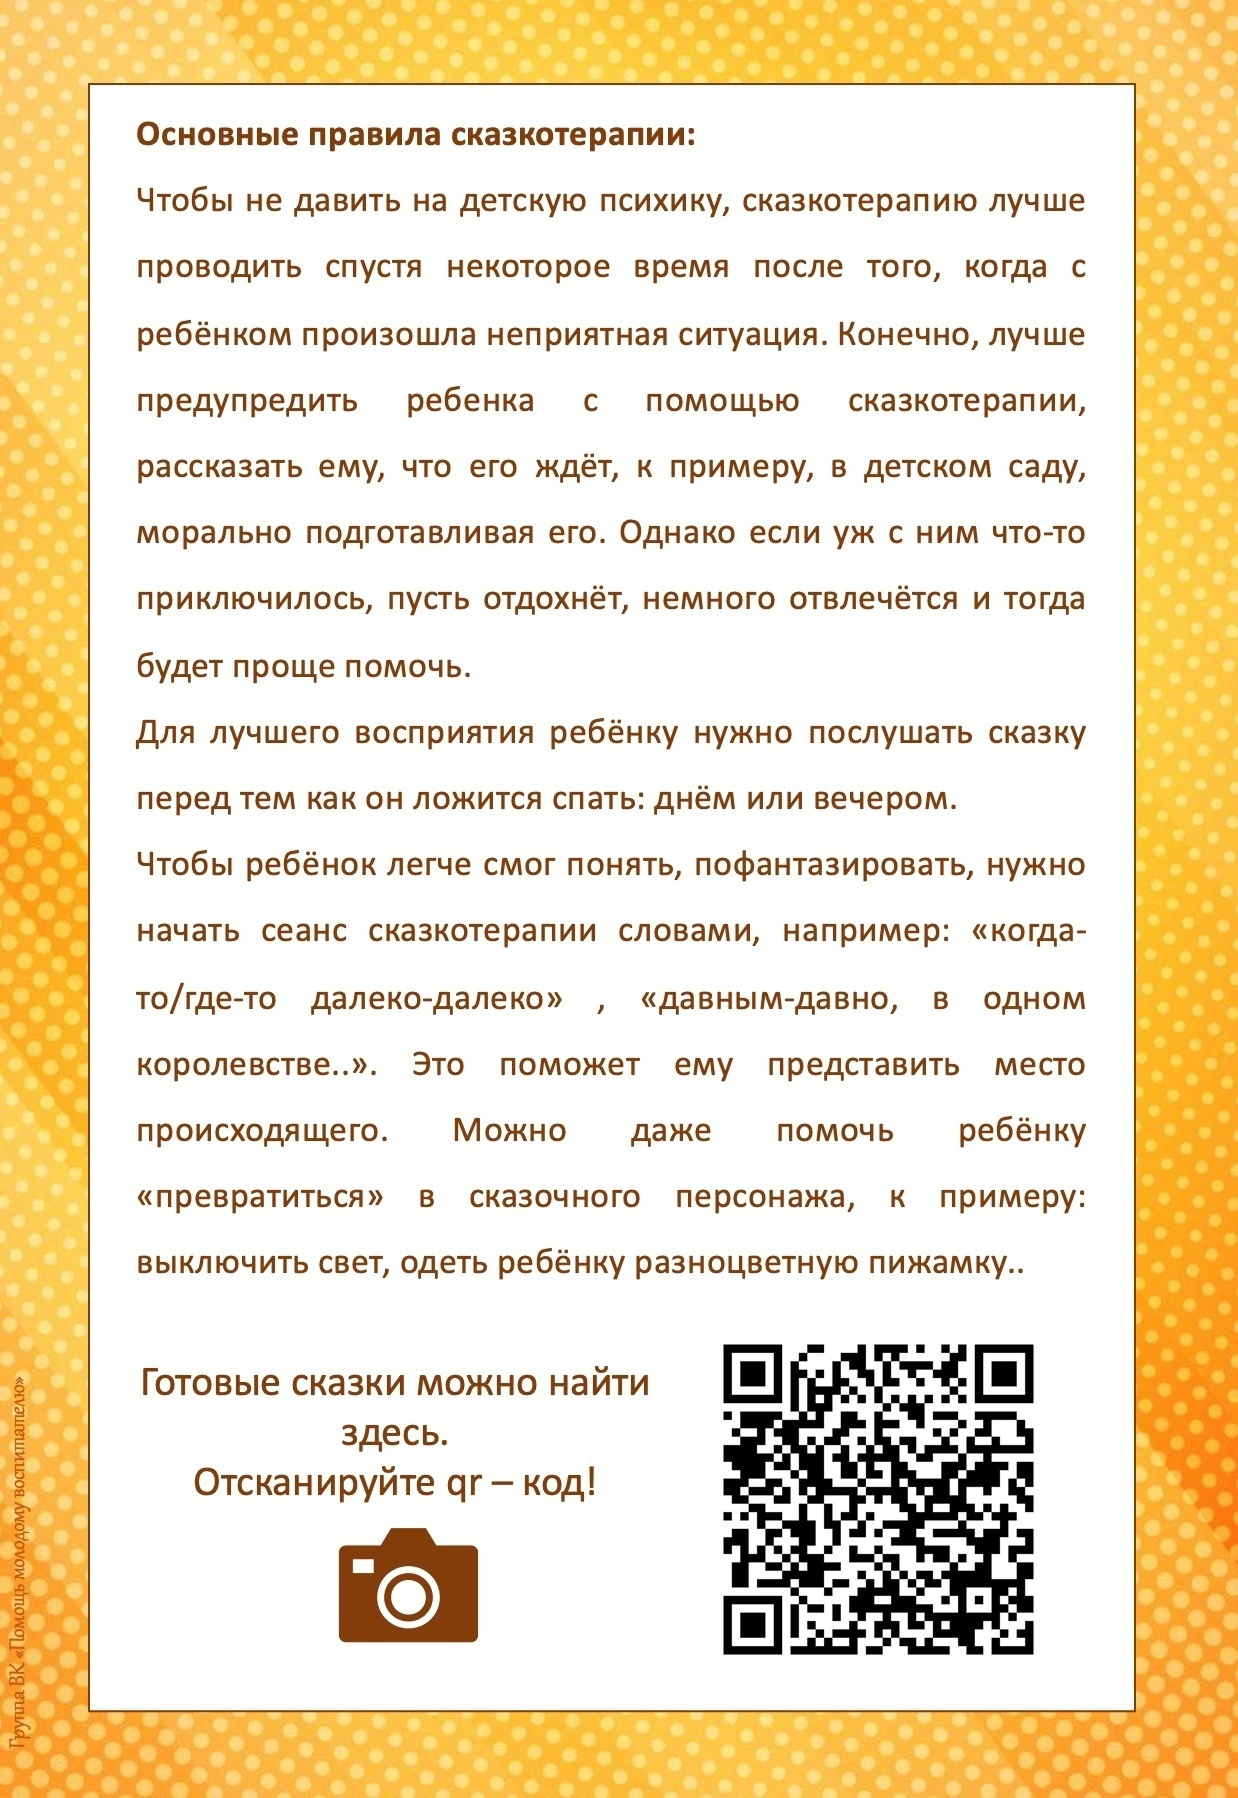 Основные правила сказкотерапии:
Чтобы не давить на детскую психику, сказкотерапию лучше
проводить спустя некоторое время после того, когда с
ребёнком произошла неприятная ситуация. Конечно, лучше
предупредить ребенка с помощью сказкотерапии,
рассказать ему, что его ждёт, к примеру, в детском саду,
морально подготавливая его. Однако если уж с ним что-то
приключилось, пусть отдохнёт, немного отвлечётся и тогда
будет проще помочь.
Для лучшего восприятия ребёнку нужно послушать сказку
перед тем как он ложится спать: днём или вечером.
Чтобы ребёнок легче смог понять, пофантазировать, нужно
начать сеанс сказкотерапии словами, например: «когда-
то/где-то далеко-далеко» , «давным-давно, в одном
королевстве..». Это поможет ему представить место
происходящего. Можно даже помочь ребёнку
«превратиться» в сказочного персонажа, к примеру:
выключить свет, одеть ребёнку разноцветную пижамку..
Готовые сказки можно найти
здесь.
Отсканируйте qr – код!
Группа ВК «Помощь молодому воспитателю»